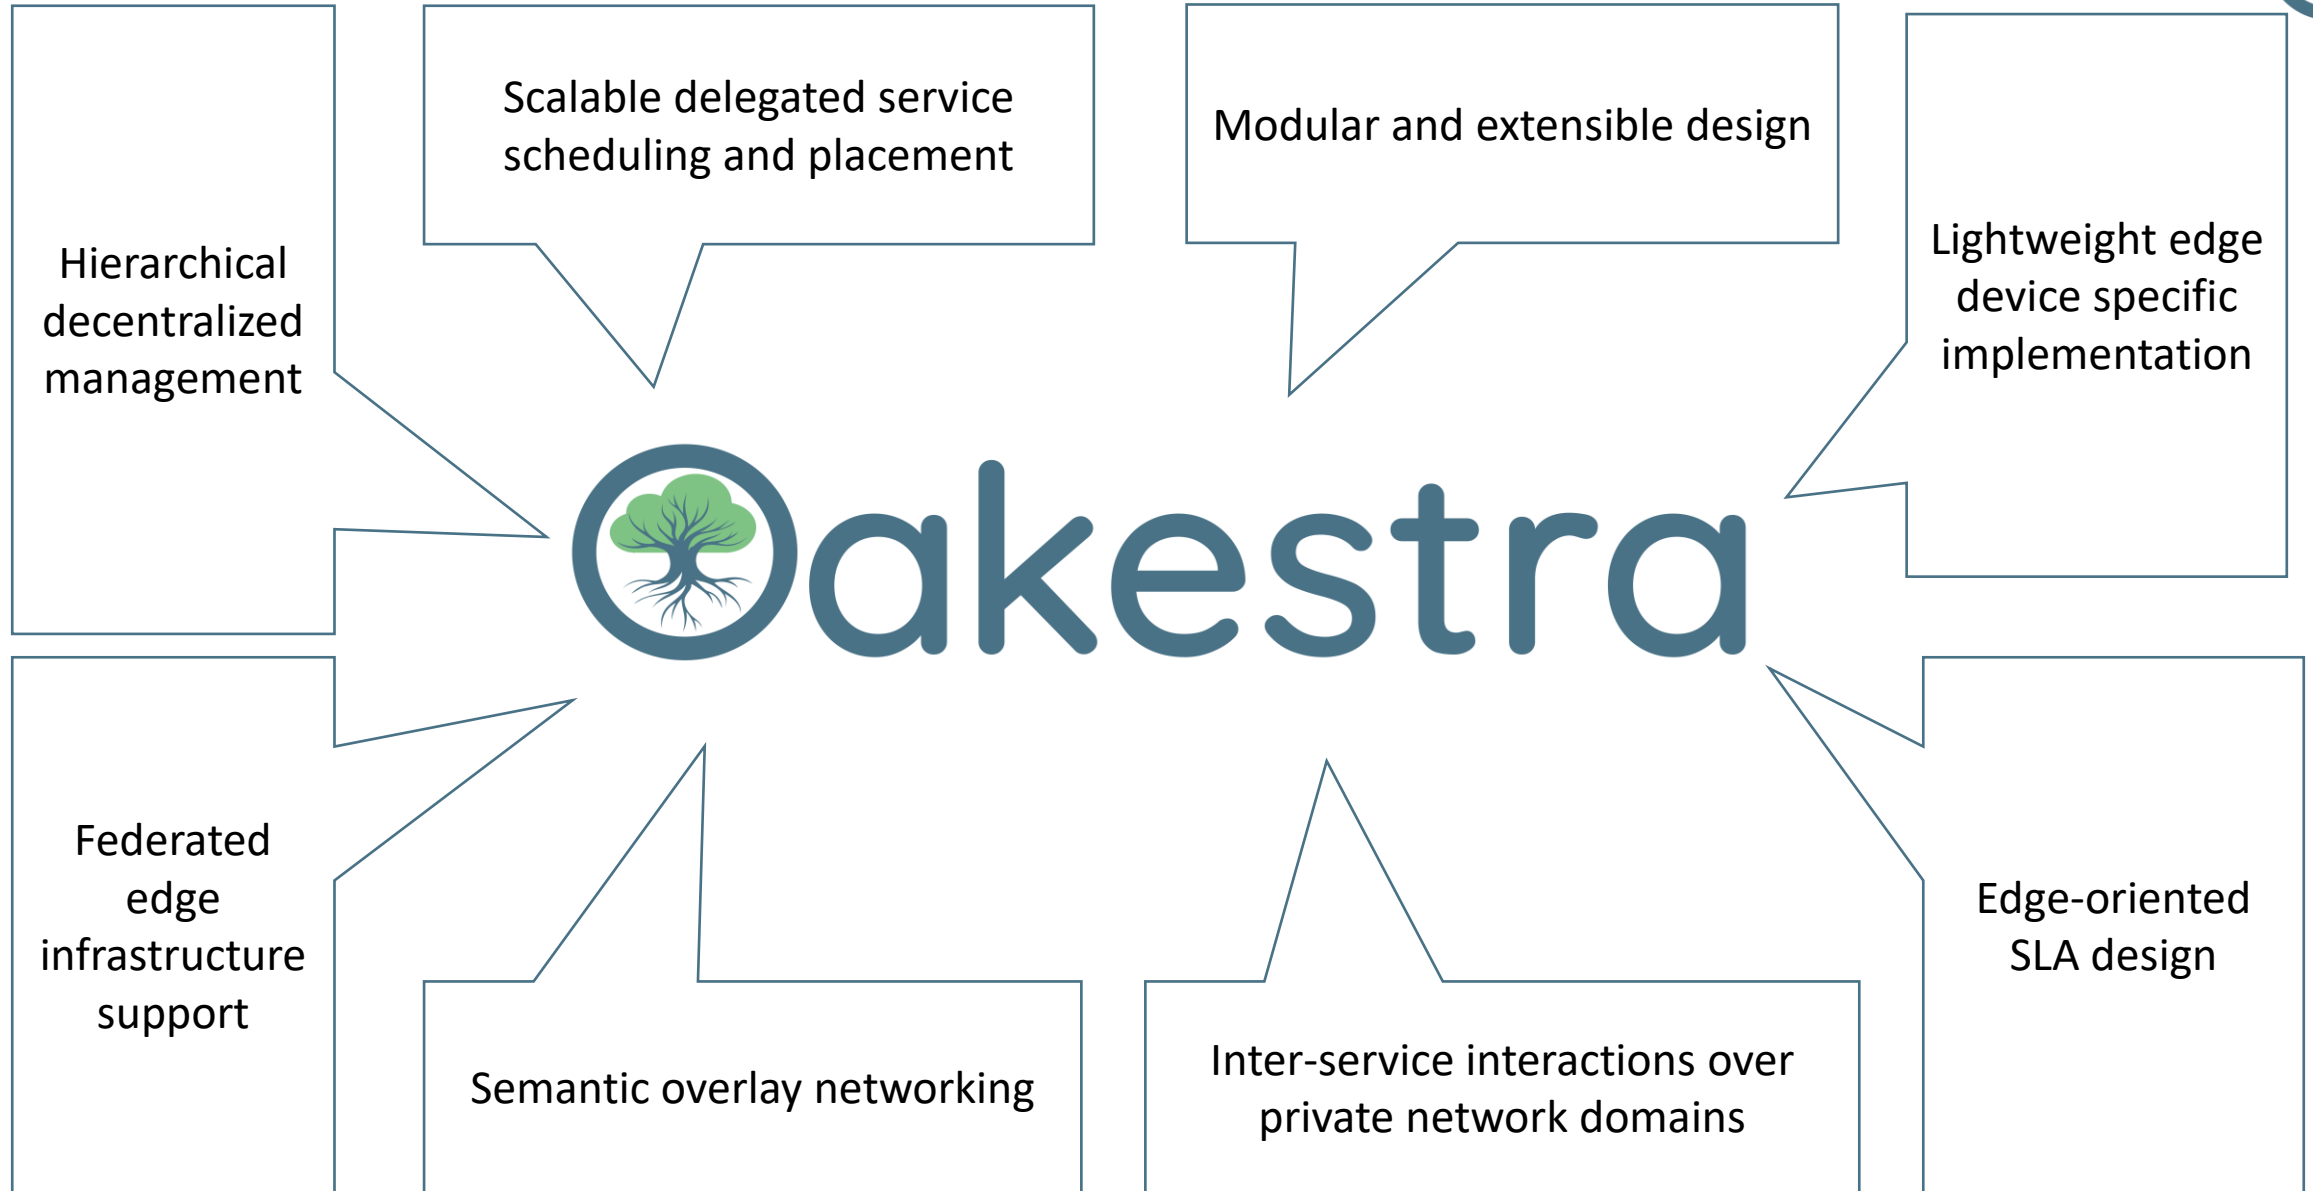 Scalable delegated service
scheduling and placement
Modular and extensible design
Hierarchical
decentralized
management
Lightweight edge
device specific
implementation
Oakestra
Federated
edge
infrastructure
support
Edge-oriented
SLA design
Semantic overlay networking
Inter-service interactions over
private network domains